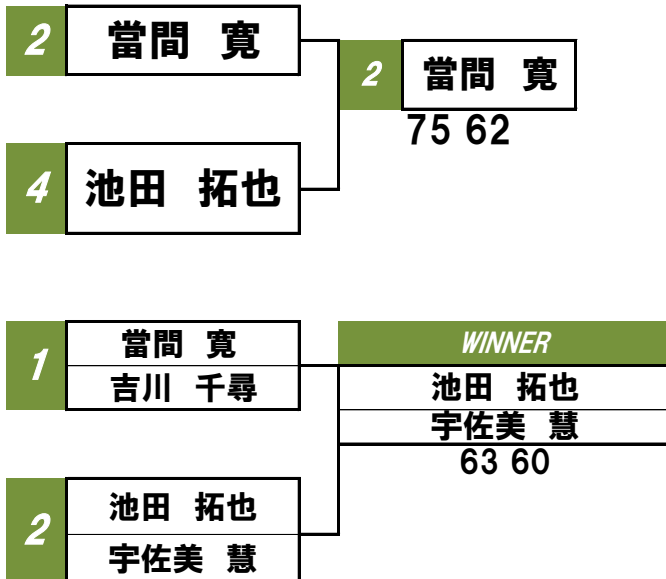 2 當間 寛
2 當間 寛
75 62
4 池田 拓也
1 當間 寛
吉川 千尋
WINNER
池田 拓也
宇佐美 慧
63 60
2 池田 拓也
宇佐美 慧